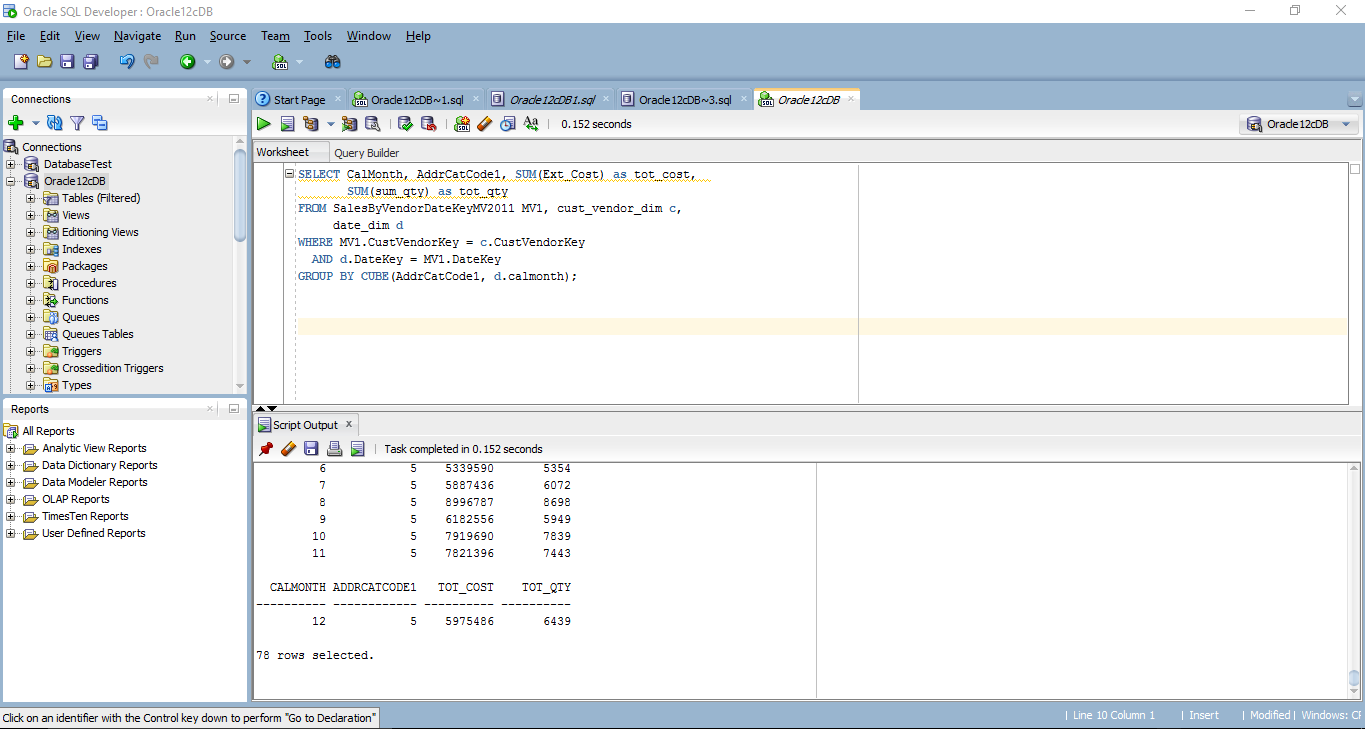 Oracle SQL Developer : Oracle12cDB
File Edit View Navigate Run Source Team Tools Window Help
Connections
Connections
DatabaseTest
Oracle12cDB
Tables (Filtered)
Views
Editioning Views
Indexes
Packages
Procedures
Functions
Queues
Queues Tables
Triggers
Crossedition Triggers
Types
Reports
All Reports
Analytic View Reports
Data Dictionary Reports
Data Modeler Reports
OLAP Reports
TimesTen Reports
User Defined Reports
Start Page Oracle12cDB~1.sql Oracle12cDB1.sql Oracle12cDB~3.sql Oracle12cDB
0.152 seconds Oracle12cDB
Worksheet Query Builder
SELECT CalMonth, AddrCatCode1, SUM(Ext_Cost) as tot_cost,
SUM(sum_qty) as tot_qty
FROM SalesByVendorDateKeyMV2011 MV1, cust_vendor_dim c,
date_dim d
WHERE MV1.CustVendorKey = c.CustVendorKey
AND d.DateKey = MV1.DateKey
GROUP BY CUBE(AddrCatCode1, d.calmonth);
Script Output
Task completed in 0.152 seconds
6 5 5339590 5354
7 5 5887436 6072
8 5 8996787 8698
9 5 6182556 5949
10 5 7919690 7839
11 5 7821396 7443
CALMONTH ADDRCATCODE1 TOT_COST TOT_QTY
---------- ------------ ---------- ----------
12 5 5975486 6439
78 rows selected.
Click on an identifier with the Control key down to perform "Go to Declaration"
| Line 10 Column 1 | Insert | Modified | Windows: CF